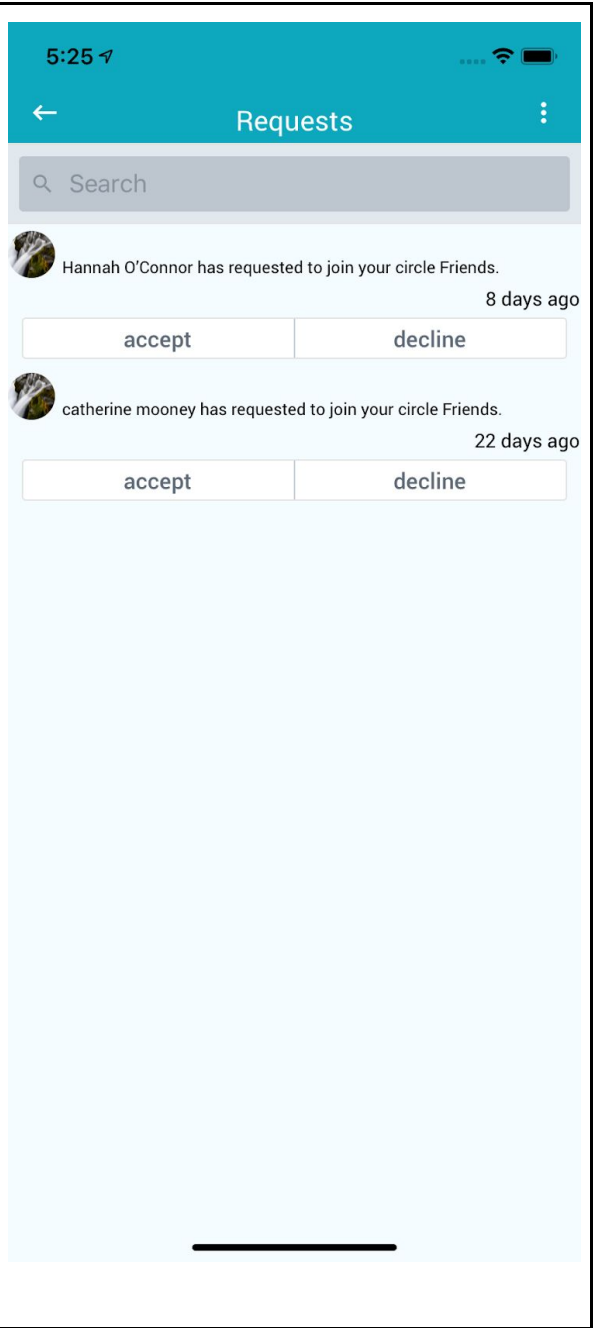 5:25
Requests
Search
Hannah O’Connor has requested to join your circle Friends.
8 days ago
accept decline
catherine mooney has requested to join your circle Friends.
22 days ago
accept decline